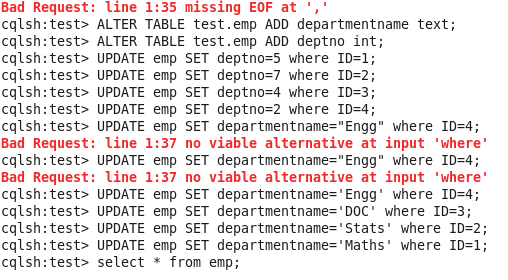 Bad Request: line 1:35 missing EOF at ','
cqlsh:test> ALTER TABLE test.emp ADD departmentname text;
cqlsh:test> ALTER TABLE test.emp ADD deptno int;
cqlsh:test> UPDATE emp SET deptno=5 where ID=1;
cqlsh:test> UPDATE emp SET deptno=7 where ID=2;
cqlsh:test> UPDATE emp SET deptno=4 where ID=3;
cqlsh:test> UPDATE emp SET deptno=2 where ID=4;
cqlsh:test> UPDATE emp SET departmentname="Engg" where ID=4;
Bad Request: line 1:37 no viable alternative at input 'where'
cqlsh:test> UPDATE emp SET departmentname="Engg" where ID=4;
Bad Request: line 1:37 no viable alternative at input 'where'
cqlsh:test> UPDATE emp SET departmentname='Engg' where ID=4;
cqlsh:test> UPDATE emp SET departmentname='DOC' where ID=3;
cqlsh:test> UPDATE emp SET departmentname='Stats' where ID=2;
cqlsh:test> UPDATE emp SET departmentname='Maths' where ID=1;
cqlsh:test> select * from emp;